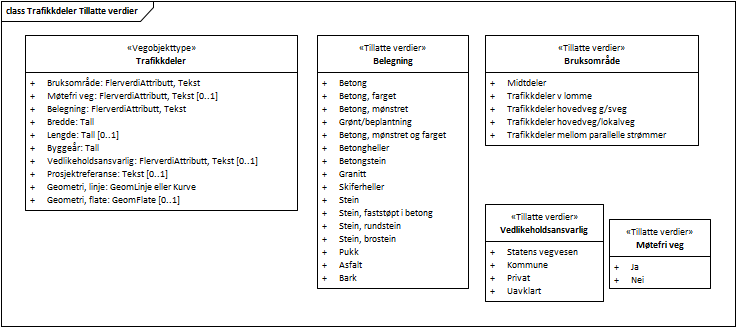 class Trafikkdeler Tillatte verdier
«Vegobjekttype»
Trafikkdeler
+ Bruksområde: FlerverdiAttributt, Tekst
+ Møtefri veg: FlerverdiAttributt, Tekst [0..1]
+ Belegning: FlerverdiAttributt, Tekst
+ Bredde: Tall
+ Lengde: Tall [0..1]
+ Byggeår: Tall
+ Vedlikeholdsansvarlig: FlerverdiAttributt, Tekst [0..1]
+ Prosjektreferanse: Tekst [0..1]
+ Geometri, linje: GeomLinje eller Kurve
+ Geometri, flate: GeomFlate [0..1]
«Tillatte verdier»
Belegning
+ Betong
+ Betong, farget
+ Betong, mønstret
+ Grønt/beplantning
+ Betong, mønstret og farget
+ Betongheller
+ Betongstein
+ Granitt
+ Skiferheller
+ Stein
+ Stein, faststøpt i betong
+ Stein, rundstein
+ Stein, brostein
+ Pukk
+ Asfalt
+ Bark
«Tillatte verdier»
Bruksområde
+ Midtdeler
+ Trafikkdeler v lomme
+ Trafikkdeler hovedveg g/sveg
+ Trafikkdeler hovedveg/lokalveg
+ Trafikkdeler mellom parallelle strømmer
«Tillatte verdier»
Vedlikeholdsansvarlig
+ Statens vegvesen
+ Kommune
+ Privat
+ Uavklart
«Tillatte verdier»
Møtefri veg
+ Ja
+ Nei